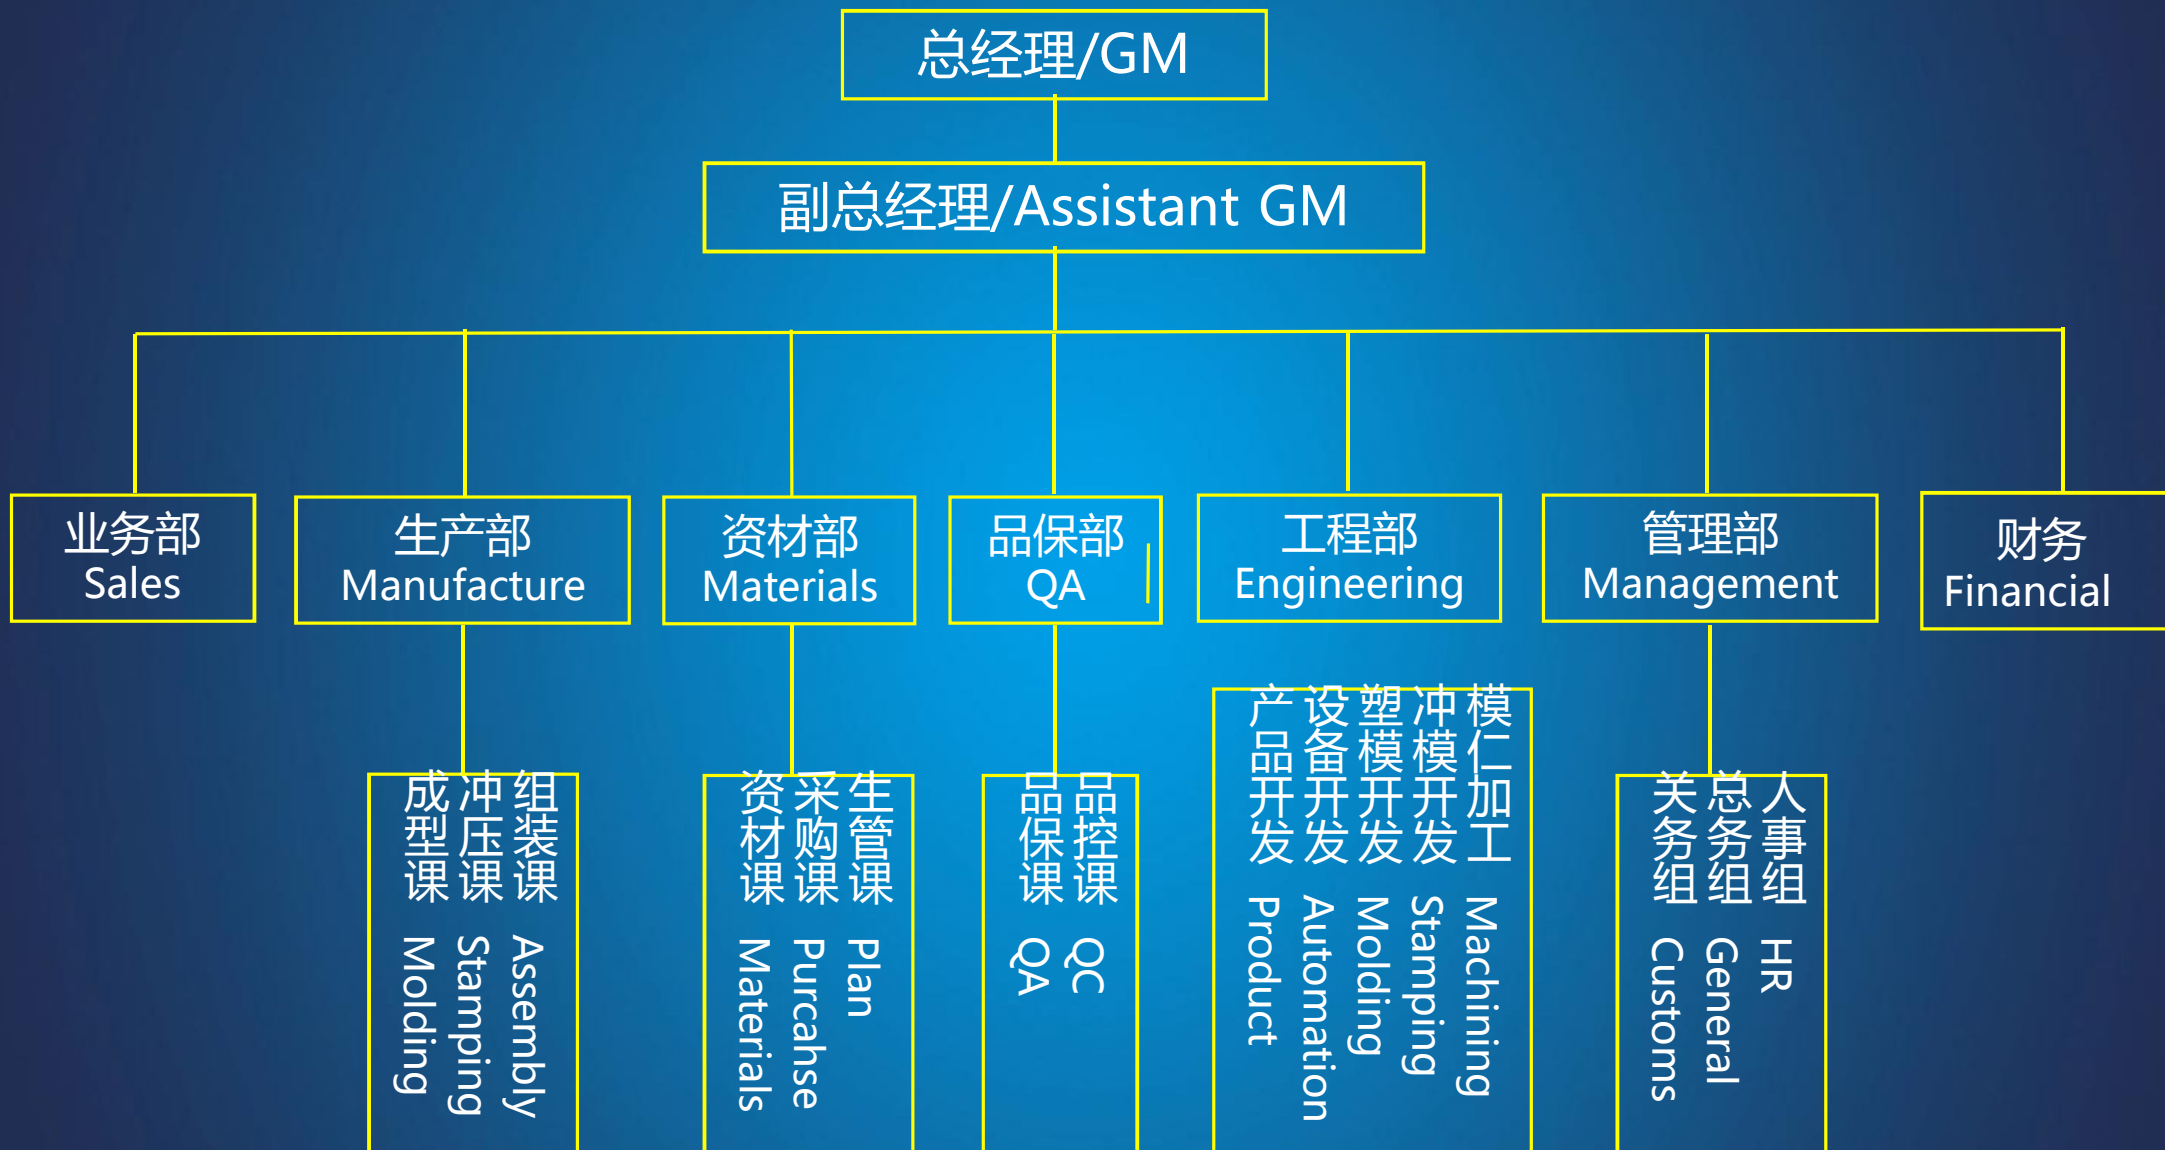 总经理/GM
副总经理/Assistant GM
业务部
Sales
生产部
Manufacture
资材部
Materials
品保部
QA
工程部
Engineering
管理部
Management
财务
Financial
组装课 Assembly
冲压课 Stamping
成型课 Molding
生管课 Plan
采购课 Purcahse
资材课 Materials
品控课 QC
品保课 QA
模仁加工 Machining
冲模开发 Stamping
塑模开发 Molding
设备开发 Automation
产品开发 Product
人事组 HR
总务组 General
关务组 Customs